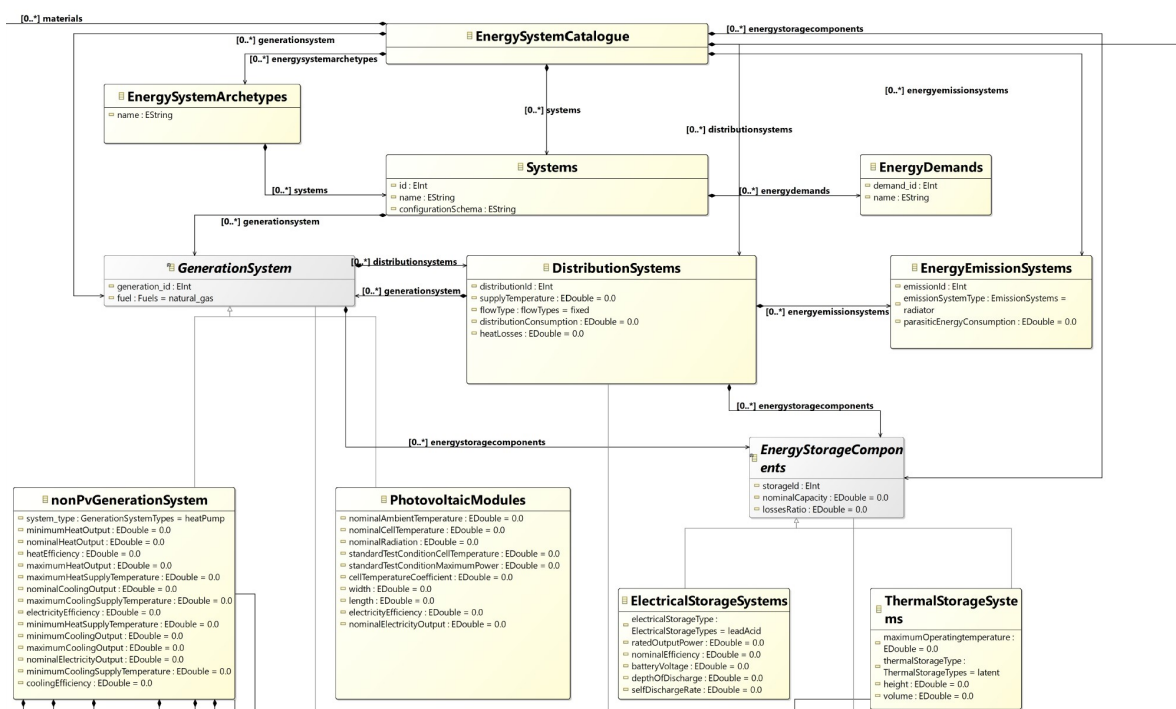 [0..*] materials
EnergySystemCatalogue
[0..*] energystoragecomponents
[0..*] generationsystem
[0..*] energysystemarchetypes
[0..*] energyemissionsystems
EnergySystemArchetypes
name : EString
[0..*] systems
[0..*] distributionsystems
Systems
id : EInt
name : EString
configurationSchema : EString
[0..*] energydemands
EnergyDemands
demand_id : EInt
name : EString
[0..*] systems
[0..*] generationsystem
GenerationSystem
generation_id : EInt
fuel : Fuels = natural_gas
[0..*] distributionsystems
[0..*] generationsystem
DistributionSystems
distributionId : EInt
supplyTemperature : EDouble = 0.0
flowType : flowTypes = fixed
distributionConsumption : EDouble = 0.0
heatLosses : EDouble = 0.0
[0..*] energyemissionsystems
EnergyEmissionSystems
emissionId : EInt
emissionSystemType : EmissionSystems =
radiator
parasiticEnergyConsumption : EDouble = 0.0
[0..*] energystoragecomponents
[0..*] energystoragecomponents
EnergyStorageCompon
ents
storageId : EInt
nominalCapacity : EDouble = 0.0
lossesRatio : EDouble = 0.0
nonPvGenerationSystem
system_type : GenerationSystemTypes = heatPump
minimumHeatOutput : EDouble = 0.0
nominalHeatOutput : EDouble = 0.0
heatEfficiency : EDouble = 0.0
maximumHeatOutput : EDouble = 0.0
maximumHeatSupplyTemperature : EDouble = 0.0
nominalCoolingOutput : EDouble = 0.0
maximumCoolingSupplyTemperature : EDouble = 0.0
electricityEfficiency : EDouble = 0.0
minimumHeatSupplyTemperature : EDouble = 0.0
minimumCoolingOutput : EDouble = 0.0
maximumCoolingOutput : EDouble = 0.0
nominalElectricityOutput : EDouble = 0.0
minimumCoolingSupplyTemperature : EDouble = 0.0
coolingEfficiency : EDouble = 0.0
PhotovoltaicModules
nominalAmbientTemperature : EDouble = 0.0
nominalCellTemperature : EDouble = 0.0
nominalRadiation : EDouble = 0.0
standardTestConditionCellTemperature : EDouble = 0.0
standardTestConditionMaximumPower : EDouble = 0.0
cellTemperatureCoefficient : EDouble = 0.0
width : EDouble = 0.0
length : EDouble = 0.0
electricityEfficiency : EDouble = 0.0
nominalElectricityOutput : EDouble = 0.0
ElectricalStorageSystems
electricalStorageType :
ElectricalStorageTypes = leadAcid
ratedOutputPower : EDouble = 0.0
nominalEfficiency : EDouble = 0.0
batteryVoltage : EDouble = 0.0
depthOfDischarge : EDouble = 0.0
selfDischargeRate : EDouble = 0.0
ThermalStorageSyste
ms
maximumOperatingtemperature :
EDouble = 0.0
thermalStorageType :
ThermalStorageTypes = latent
height : EDouble = 0.0
volume : EDouble = 0.0